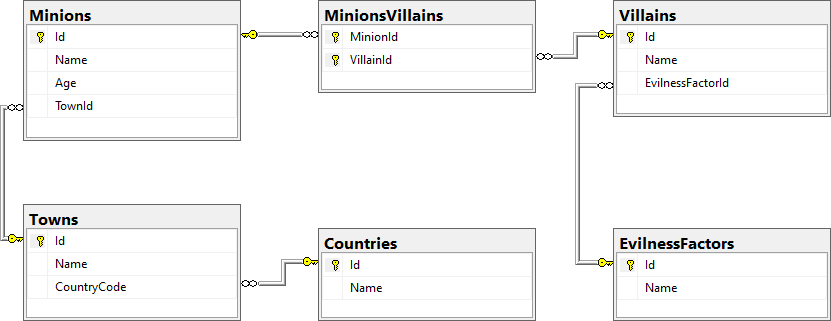 Minions
Id
Name
Age
TownId
MinionsVillains
MinionId
VillainId
Villains
Id
Name
EvilnessFactorId
Towns
Id
Name
CountryCode
Countries
Id
Name
EvilnessFactors
Id
Name